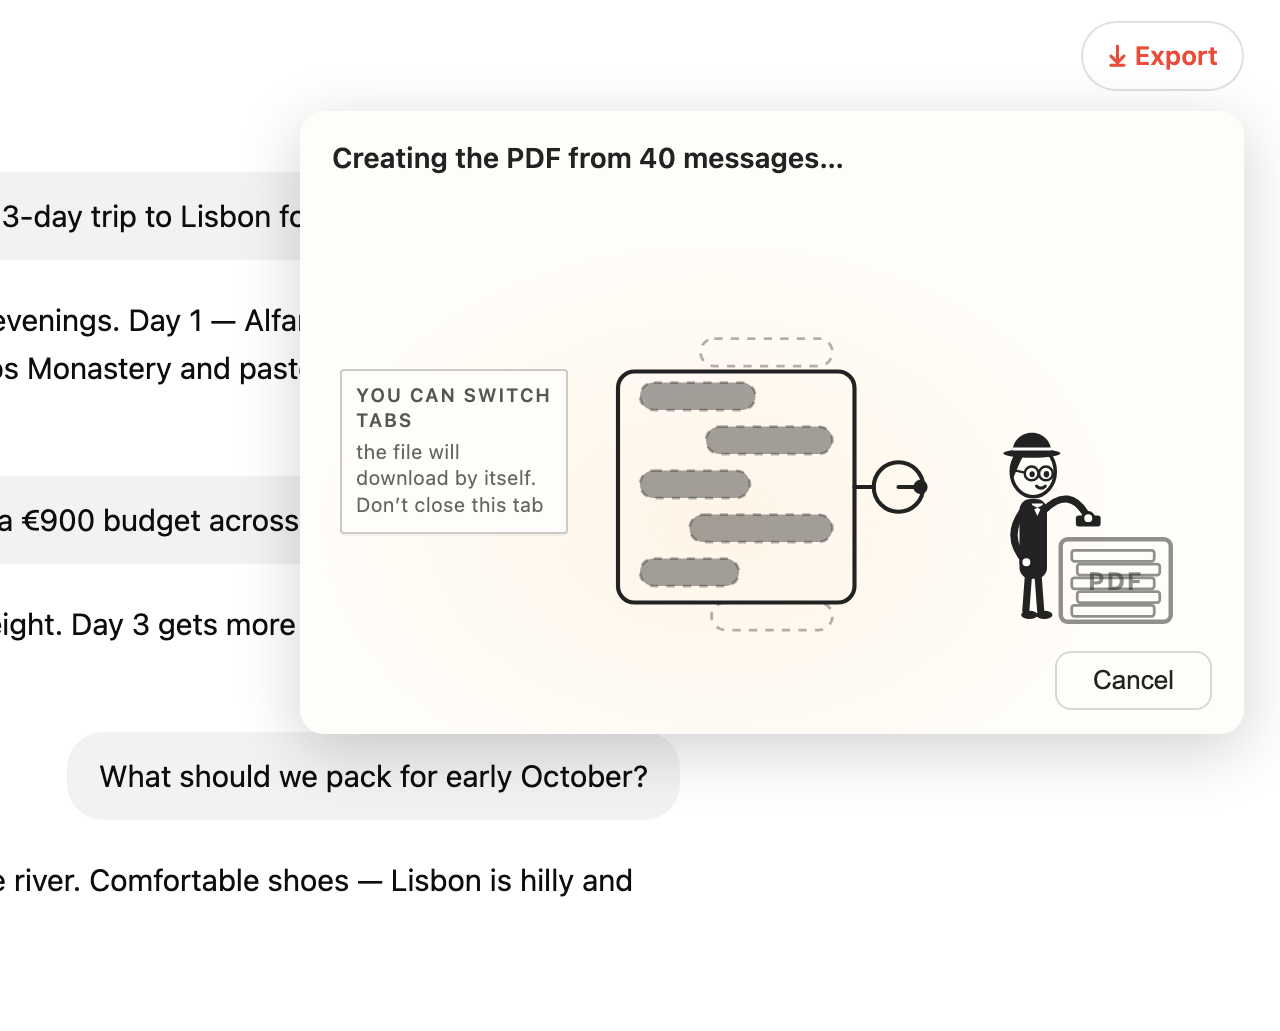 Export
Creating the PDF from 40 messages...
3-day trip to Lisbon fo
evenings. Day 1 — Alfa
os Monastery and past
YOU CAN SWITCH
TABS
the file will
download by itself.
Don’t close this tab
a €900 budget across
PDF
eight. Day 3 gets more
Cancel
What should we pack for early October?
e river. Comfortable shoes — Lisbon is hilly and